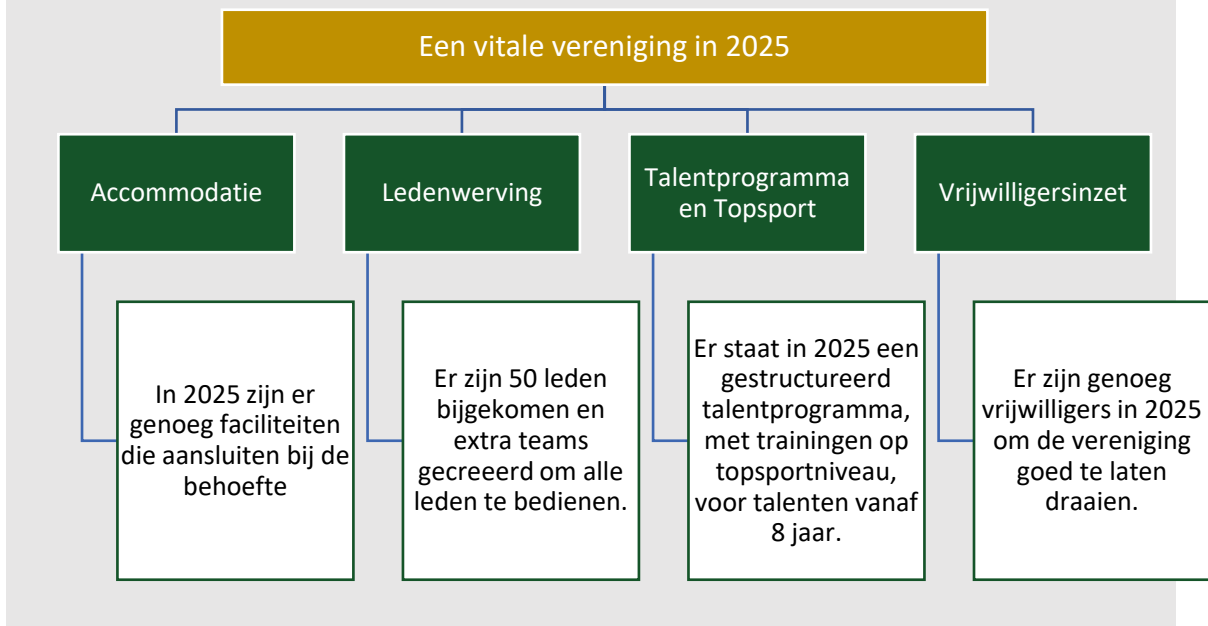 Een vitale vereniging in 2025
Accommodatie
Ledenwerving
Talentprogramma
en Topsport
Vrijwilligersinzet
In 2025 zijn er
genoeg faciliteiten
die aansluiten bij de
behoefte
Er zijn 50 leden
bijgekomen en
extra teams
gecreeerd om alle
leden te bedienen.
Er staat in 2025 een
gestructureerd
talentprogramma,
met trainingen op
topsportniveau,
voor talenten vanaf
8 jaar.
Er zijn genoeg
vrijwilligers in 2025
om de vereniging
goed te laten
draaien.